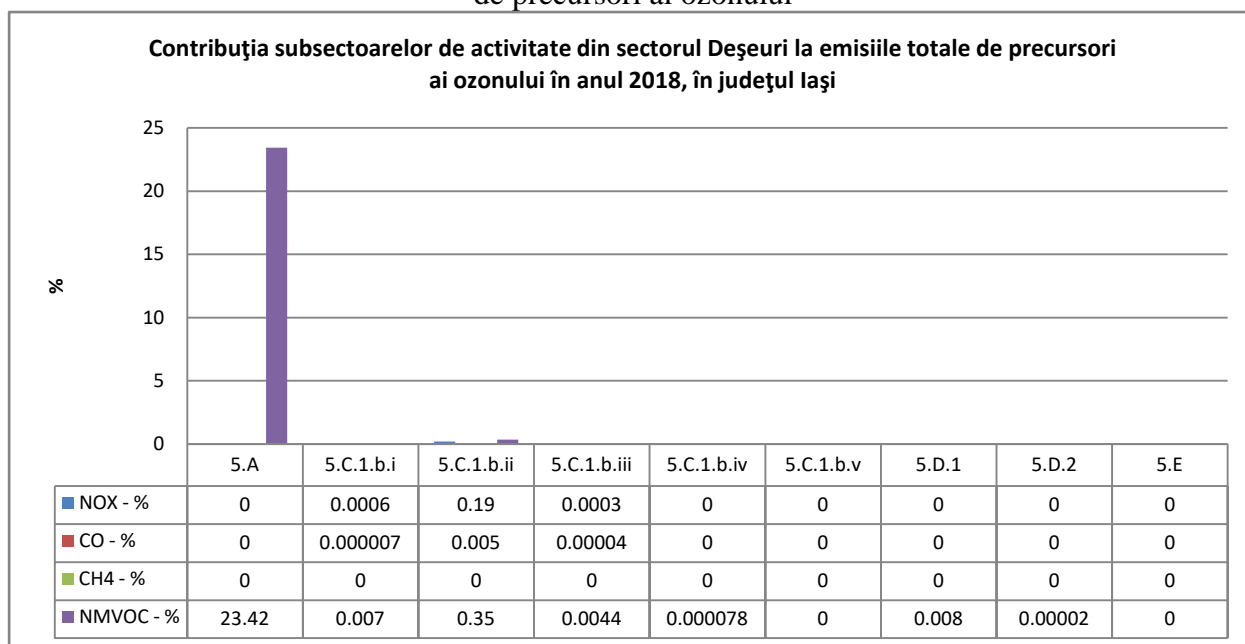 de precursori ai ozonului
Contribuţia subsectoarelor de activitate din sectorul Deşeuri la emisiile totale de precursori
ai ozonului în anul 2018, în judeţul Iaşi
25
20
15
10
5
0
%
5.A 5.C.1.b.i 5.C.1.b.ii 5.C.1.b.iii 5.C.1.b.iv 5.C.1.b.v 5.D.1 5.D.2 5.E
NOX - % 0 0.0006 0.19 0.0003 0 0 0 0 0
CO - % 0 0.000007 0.005 0.00004 0 0 0 0 0
CH4 - % 0 0 0 0 0 0 0 0 0
NMVOC - % 23.42 0.007 0.35 0.0044 0.000078 0 0.008 0.00002 0